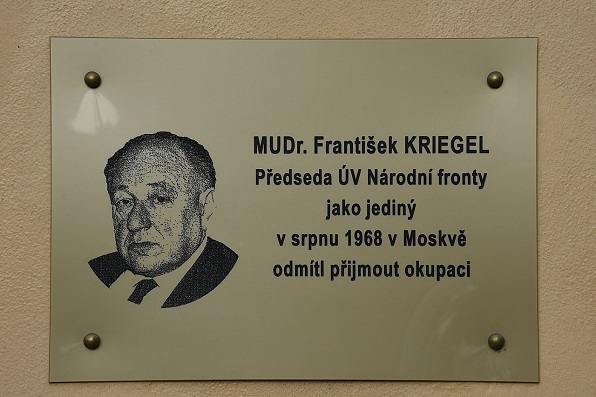 MUDr. František KRIEGEL
Předseda ÚV Národní fronty
jako jediný
v srpnu 1968 v Moskvě
odmítl přijmout okupaci